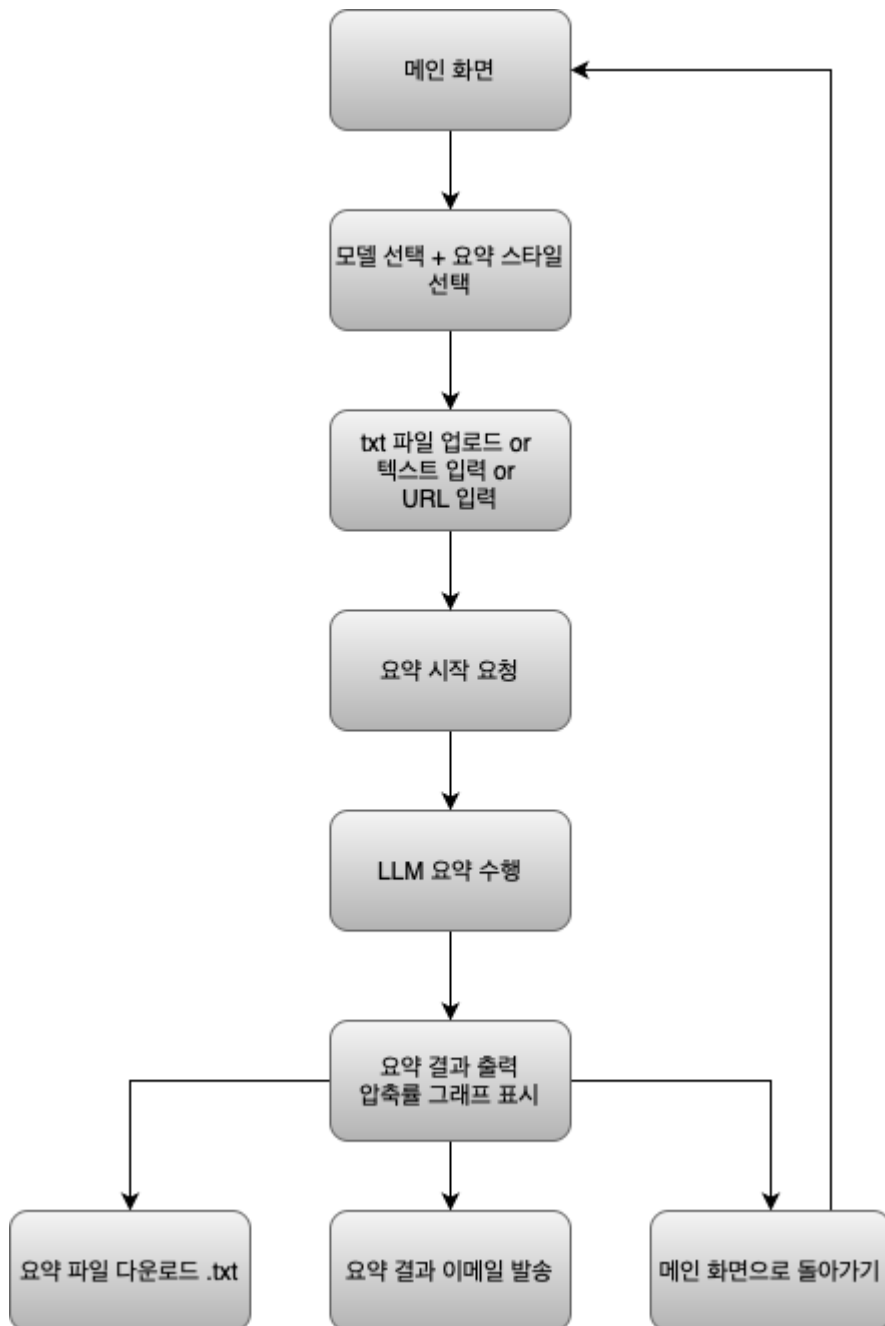 메인 화면
모델 선택 + 요약 스타일
선택
txt 파일 업로드 or
텍스트 입력 or
URL 입력
요약 시작 요청
LLM 요약 수행
요약 결과 출력
압축률 그래프 표시
요약 파일 다운로드 .txt
요약 결과 이메일 발송
메인 화면으로 돌아가기